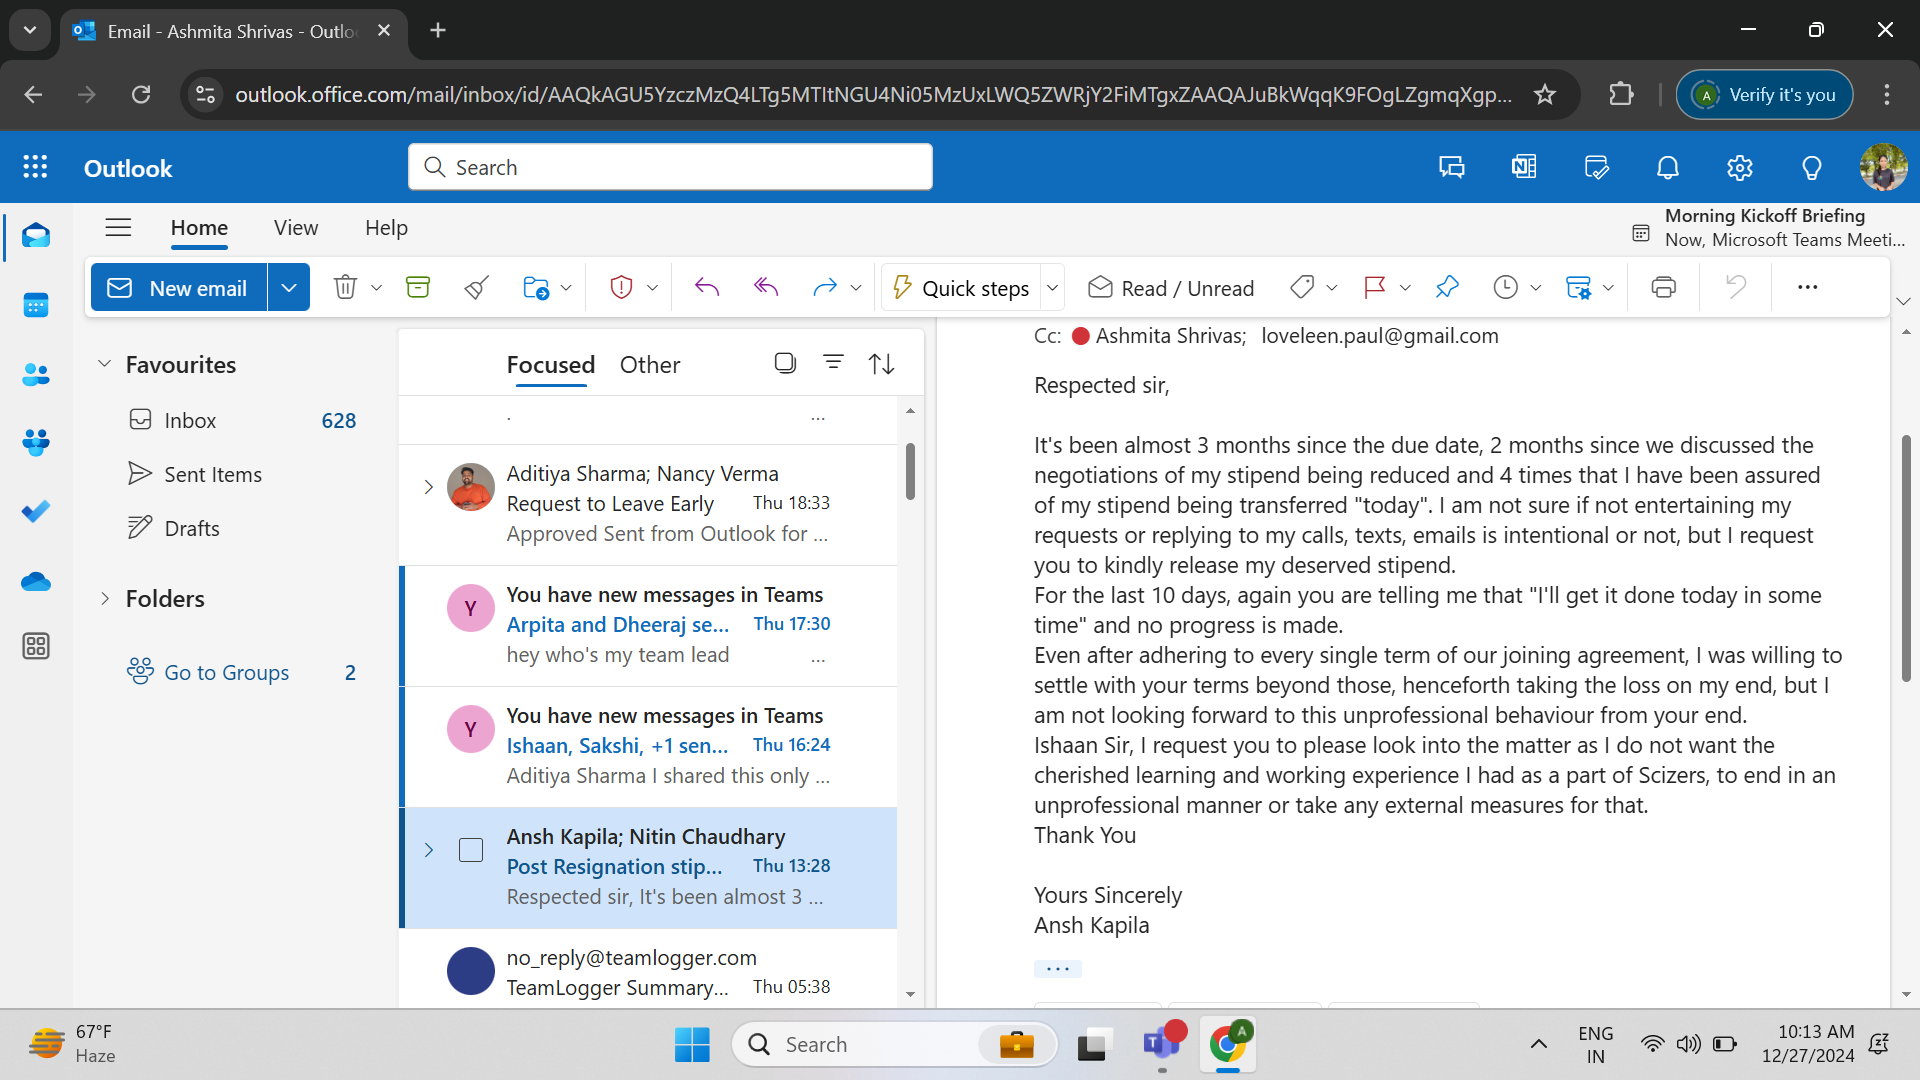 Email - Ashmita Shrivas - Outlo
outlook.office.com/mail/inbox/id/AAQkAGU5YzczMzQ4LTg5MTItNGU4Ni05MzUxLWQ5ZWRjY2FiMTgxZAAQAJuBkWqqK9FOgLZgmqXgp...
A
Verify it's you
Outlook
Search
Home
View
Help
Morning Kickoff Briefing
Now, Microsoft Teams Meeti...
New email
Quick steps
Read / Unread
Favourites
Inbox 628
Sent Items
Drafts
Folders
Go to Groups 2
Focused
Other
. ...
Aditiya Sharma; Nancy Verma
Request to Leave Early Thu 18:33
Approved Sent from Outlook for ...
Y
You have new messages in Teams
Arpita and Dheeraj se... Thu 17:30
hey who's my team lead ...
Y
You have new messages in Teams
Ishaan, Sakshi, +1 sen... Thu 16:24
Aditiya Sharma I shared this only ...
Ansh Kapila; Nitin Chaudhary
Post Resignation stip... Thu 13:28
Respected sir, It's been almost 3 ...
no_reply@teamlogger.com
TeamLogger Summary... Thu 05:38
Cc: Ashmita Shrivas; loveleen.paul@gmail.com
Respected sir,
It's been almost 3 months since the due date, 2 months since we discussed the
negotiations of my stipend being reduced and 4 times that I have been assured
of my stipend being transferred "today". I am not sure if not entertaining my
requests or replying to my calls, texts, emails is intentional or not, but I request
you to kindly release my deserved stipend.
For the last 10 days, again you are telling me that "I'll get it done today in some
time" and no progress is made.
Even after adhering to every single term of our joining agreement, I was willing to
settle with your terms beyond those, henceforth taking the loss on my end, but I
am not looking forward to this unprofessional behaviour from your end.
Ishaan Sir, I request you to please look into the matter as I do not want the
cherished learning and working experience I had as a part of Scizers, to end in an
unprofessional manner or take any external measures for that.
Thank You
Yours Sincerely
Ansh Kapila
...
67°F
Haze
Search
T
A
ENG
IN
10:13 AM
12/27/2024